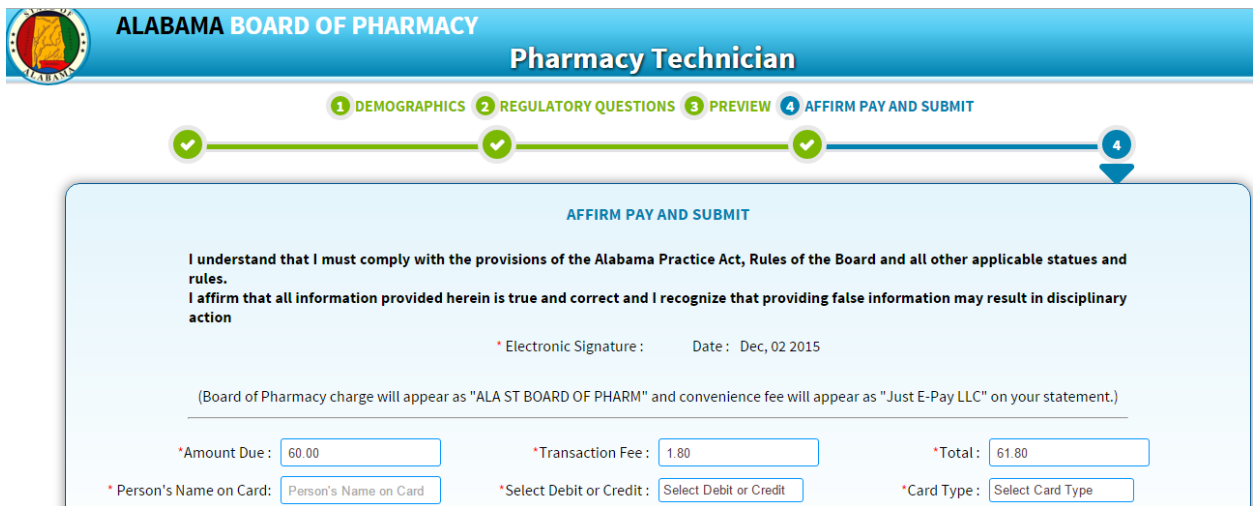 STATE OF
ALABAMA
ALABAMA BOARD OF PHARMACY
Pharmacy Technician
1 DEMOGRAPHICS 2 REGULATORY QUESTIONS 3 PREVIEW 4 AFFIRM PAY AND SUBMIT
4
AFFIRM PAY AND SUBMIT
I understand that I must comply with the provisions of the Alabama Practice Act, Rules of the Board and all other applicable statues and
rules.
I affirm that all information provided herein is true and correct and I recognize that providing false information may result in disciplinary
action
* Electronic Signature : Date : Dec, 02 2015
(Board of Pharmacy charge will appear as "ALA ST BOARD OF PHARM" and convenience fee will appear as "Just E-Pay LLC" on your statement.)
*Amount Due : 60.00 *Transaction Fee : 1.80 *Total : 61.80
* Person's Name on Card: Person's Name on Card *Select Debit or Credit : Select Debit or Credit *Card Type : Select Card Type